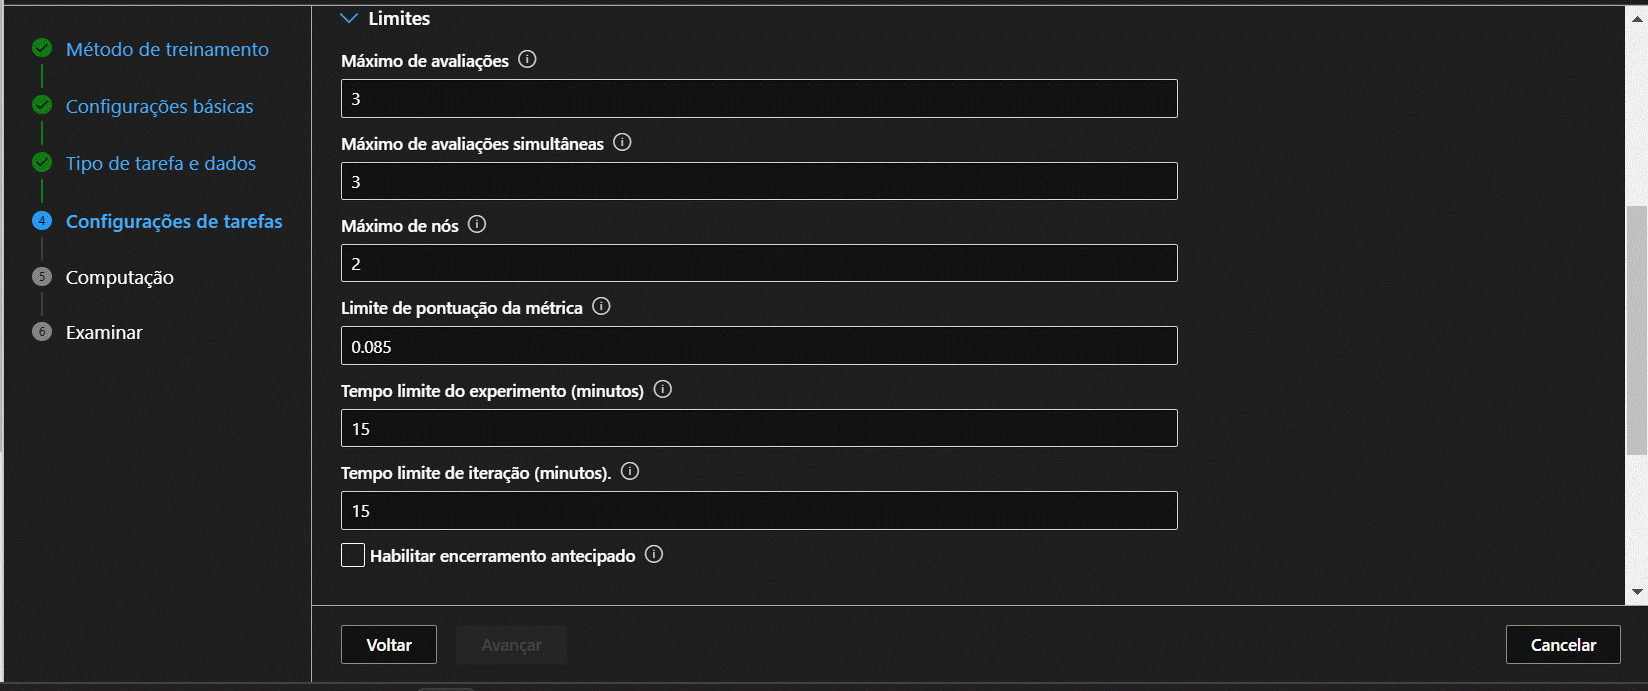 Método de treinamento
Configurações básicas
Tipo de tarefa e dados
4 Configurações de tarefas
5 Computação
6 Examinar
Limites
Máximo de avaliações
3
Máximo de avaliações simultâneas
3
Máximo de nós
2
Limite de pontuação da métrica
0.085
Tempo limite do experimento (minutos)
15
Tempo limite de iteração (minutos).
15
Habilitar encerramento antecipado
Voltar
Avançar
Cancelar